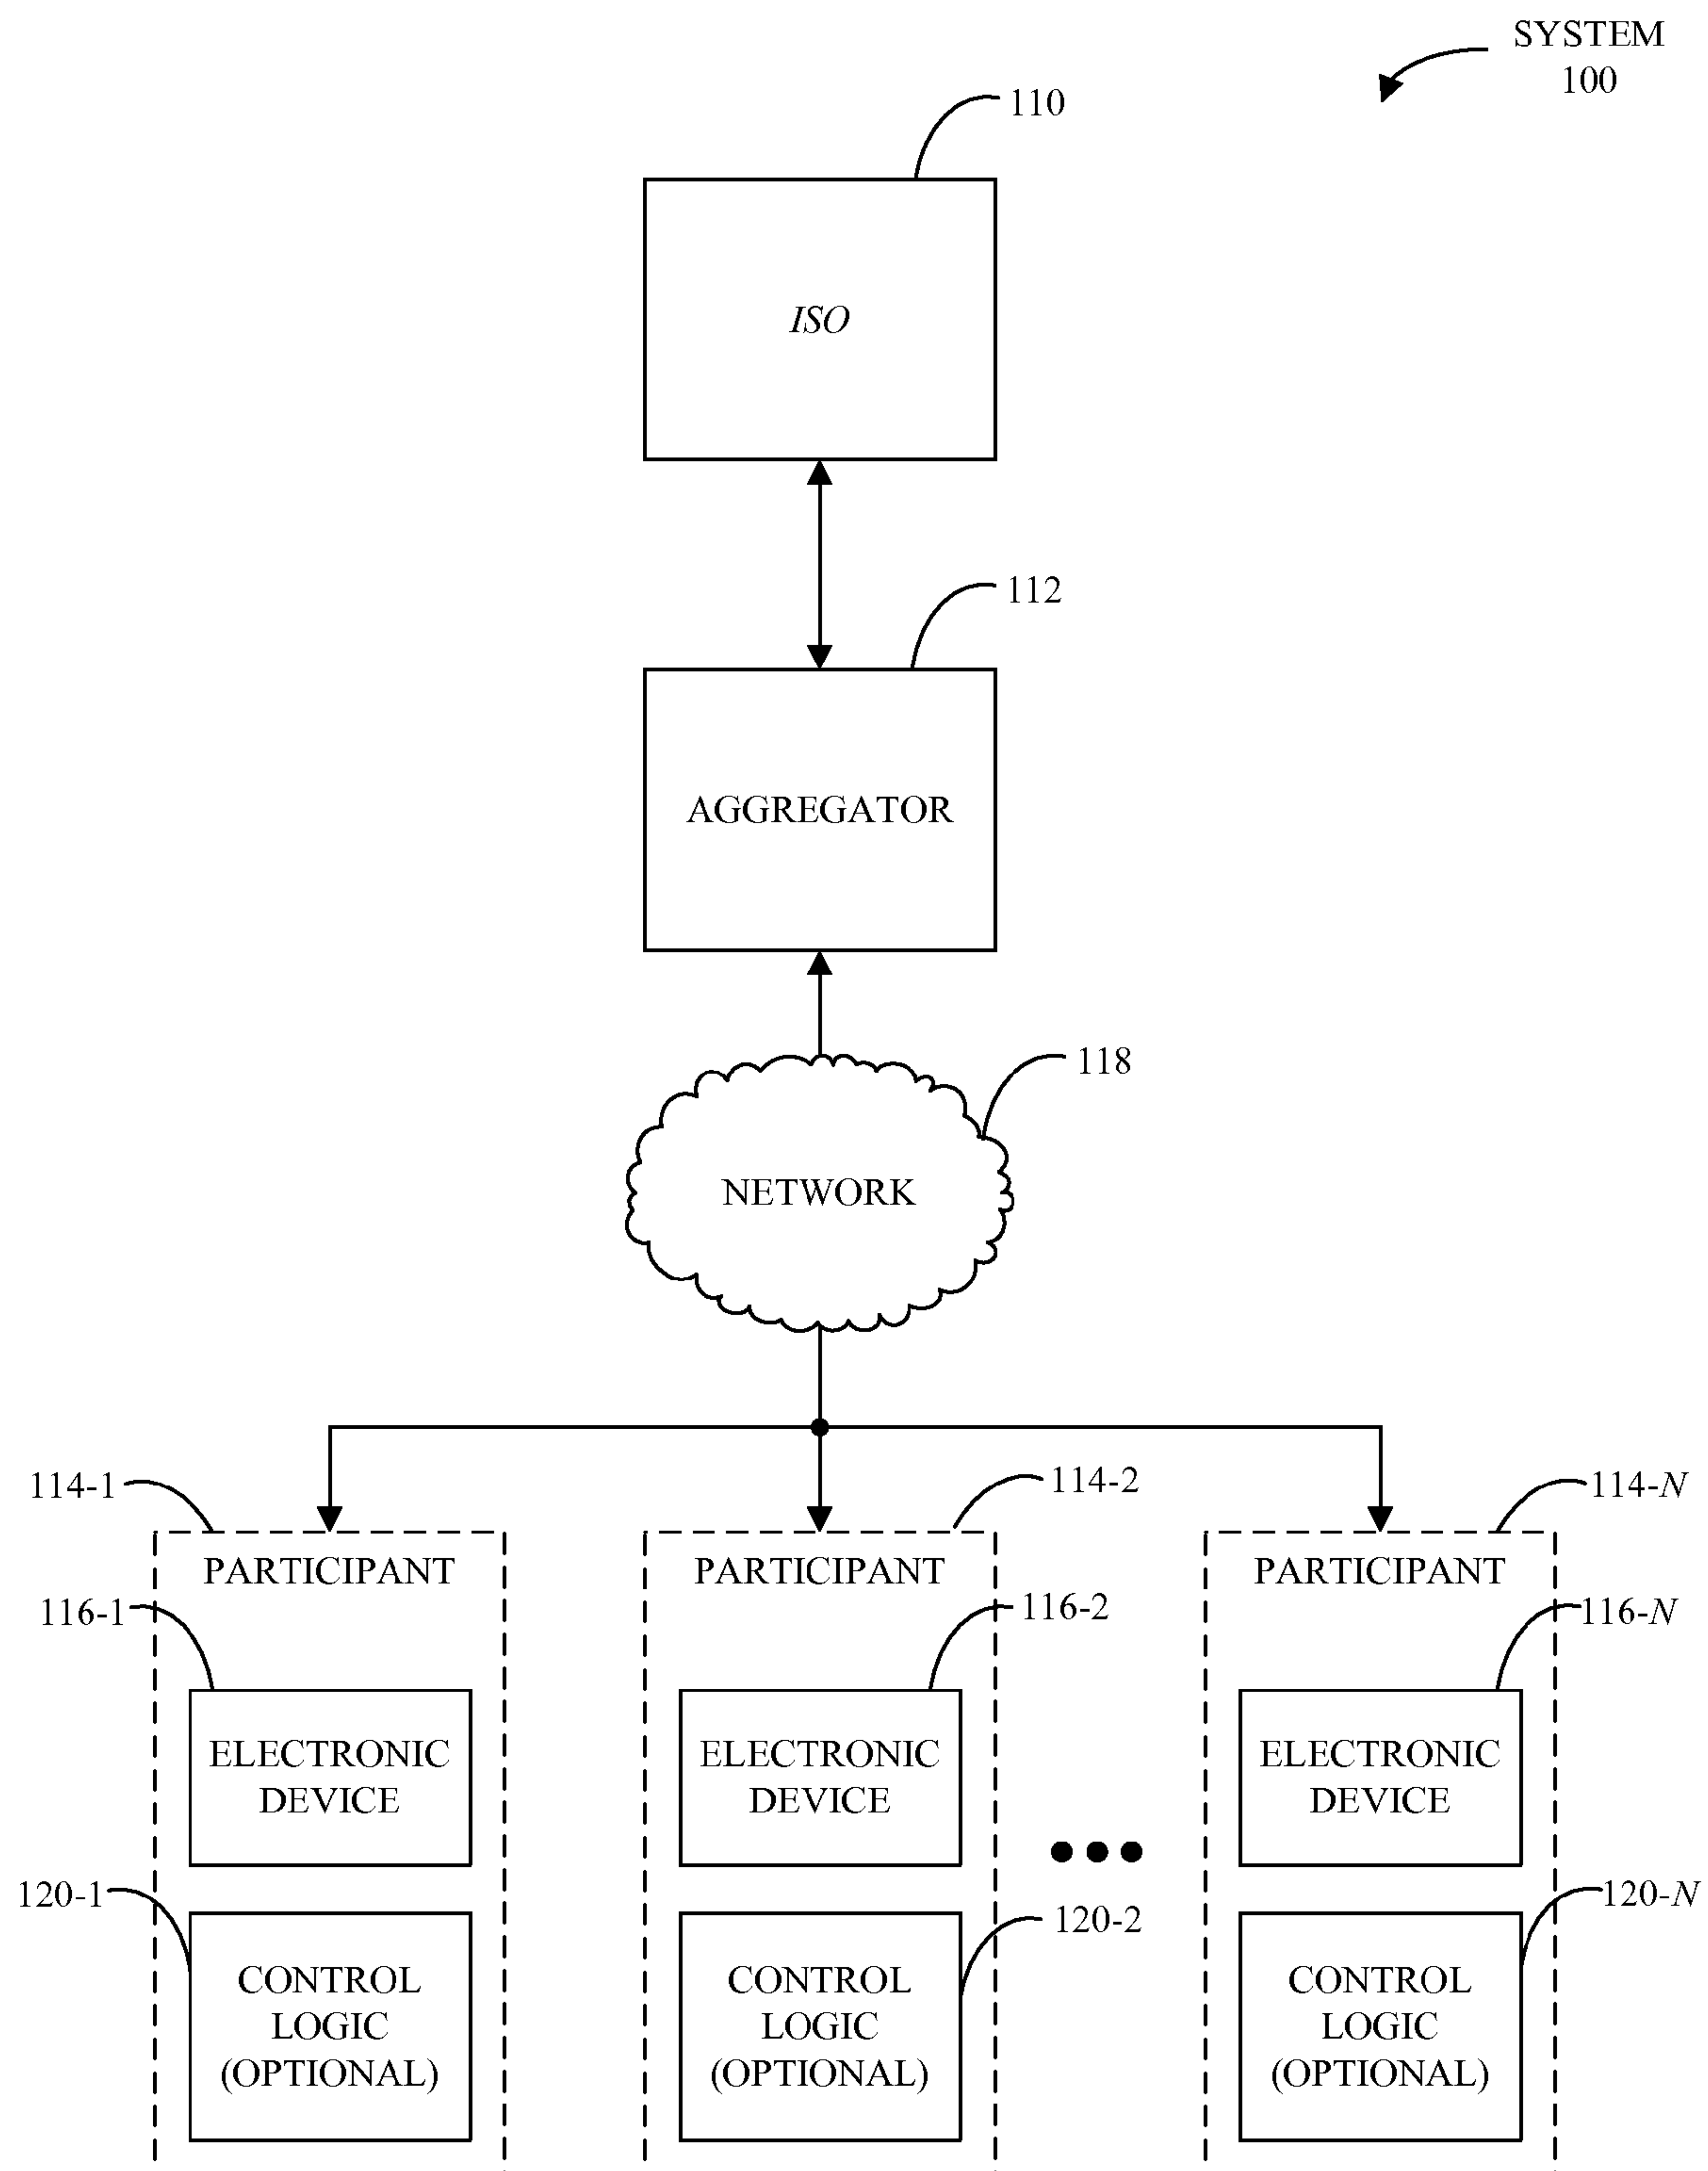 SYSTEM
100
110
ISO
112
AGGREGATOR
118
NETWORK
114-1
114-2
114-N
PARTICIPANT
PARTICIPANT
PARTICIPANT
116-1
116-2
116-N
ELECTRONIC
DEVICE
ELECTRONIC
DEVICE
ELECTRONIC
DEVICE
120-1
120-2
120-N
CONTROL
LOGIC
(OPTIONAL)
CONTROL
LOGIC
(OPTIONAL)
CONTROL
LOGIC
(OPTIONAL)